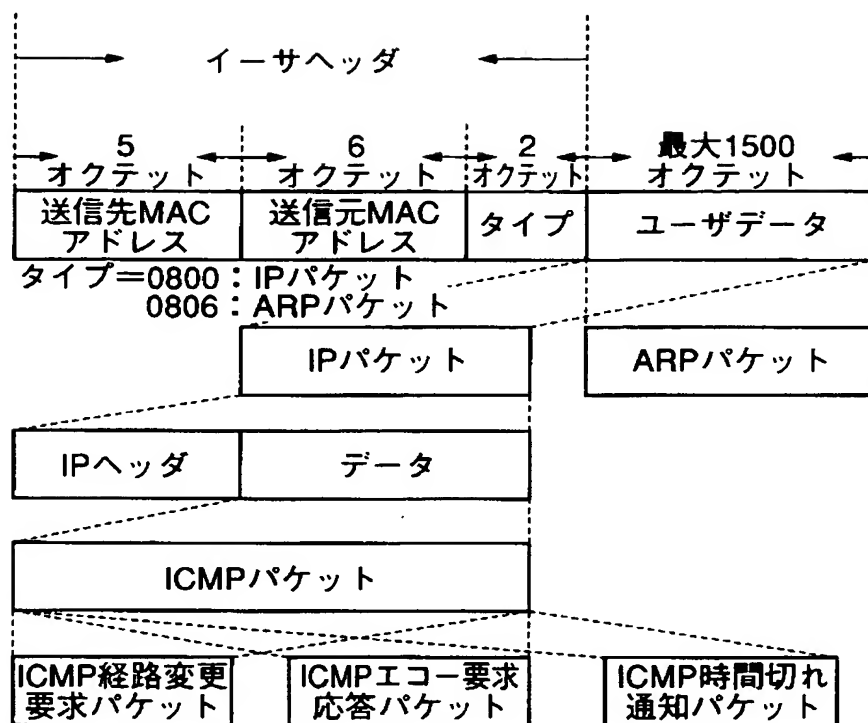 イーサヘッダ
5
オクテット
6
オクテット
2
オクテット
最大1500
オクテット
送信先MAC
アドレス
送信元MAC
アドレス
タイプ
ユーザデータ
タイプ＝0800：IPパケット
0806：ARPパケット
IPパケット
ARPパケット
IPヘッダ
データ
ICMPパケット
ICMP経路変更
要求パケット
ICMPエコー要求
応答パケット
ICMP時間切れ
通知パケット